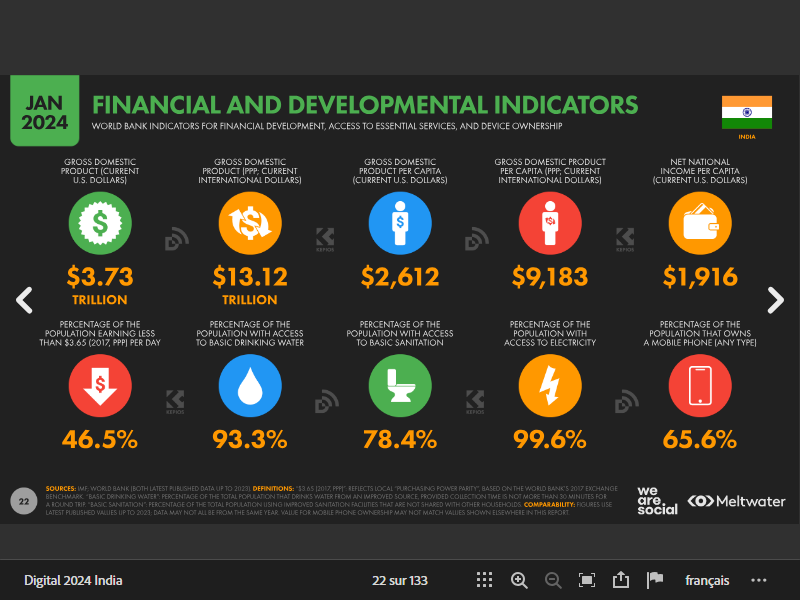 JAN
2024
FINANCIAL AND DEVELOPMENTAL INDICATORS
WORLD BANK INDICATORS FOR FINANCIAL DEVELOPMENT, ACCESS TO ESSENTIAL SERVICES, AND DEVICE OWNERSHIP
INDIA
GROSS DOMESTIC
PRODUCT (CURRENT
U.S. DOLLARS)
$3.73
TRILLION
GROSS DOMESTIC
PRODUCT (PPP; CURRENT
INTERNATIONAL DOLLARS)
$13.12
TRILLION
GROSS DOMESTIC
PRODUCT PER CAPITA
(CURRENT U.S. DOLLARS)
$2,612
GROSS DOMESTIC PRODUCT
PER CAPITA (PPP; CURRENT
INTERNATIONAL DOLLARS)
$9,183
NET NATIONAL
INCOME PER CAPITA
(CURRENT U.S. DOLLARS)
$1,916
KEPIOS
KEPIOS
PERCENTAGE OF THE
POPULATION EARNING LESS
THAN $3.65 (2017, PPP) PER DAY
46.5%
PERCENTAGE OF THE
POPULATION WITH ACCESS
TO BASIC DRINKING WATER
93.3%
PERCENTAGE OF THE
POPULATION WITH ACCESS
TO BASIC SANITATION
78.4%
PERCENTAGE OF THE
POPULATION WITH
ACCESS TO ELECTRICITY
99.6%
PERCENTAGE OF THE
POPULATION THAT OWNS
A MOBILE PHONE (ANY TYPE)
65.6%
KEPIOS
KEPIOS
22
SOURCES: IMF; WORLD BANK (BOTH LATEST PUBLISHED DATA UP TO 2023). DEFINITIONS: "$3.65 (2017, PPP)": REFLECTS LOCAL "PURCHASING POWER PARITY", BASED ON THE WORLD BANK'S 2017 EXCHANGE
BENCHMARK. "BASIC DRINKING WATER": PERCENTAGE OF THE TOTAL POPULATION THAT DRINKS WATER FROM AN IMPROVED SOURCE, PROVIDED COLLECTION TIME IS NOT MORE THAN 30 MINUTES FOR
A ROUND TRIP. "BASIC SANITATION": PERCENTAGE OF THE TOTAL POPULATION USING IMPROVED SANITATION FACILITIES THAT ARE NOT SHARED WITH OTHER HOUSEHOLDS. COMPARABILITY: FIGURES USE
LATEST PUBLISHED VALUES UP TO 2023; DATA MAY NOT ALL BE FROM THE SAME YEAR. VALUE FOR MOBILE PHONE OWNERSHIP MAY NOT MATCH VALUES SHOWN ELSEWHERE IN THIS REPORT.
we
are.
social
Meltwater
Digital 2024 India
22 sur 133
français